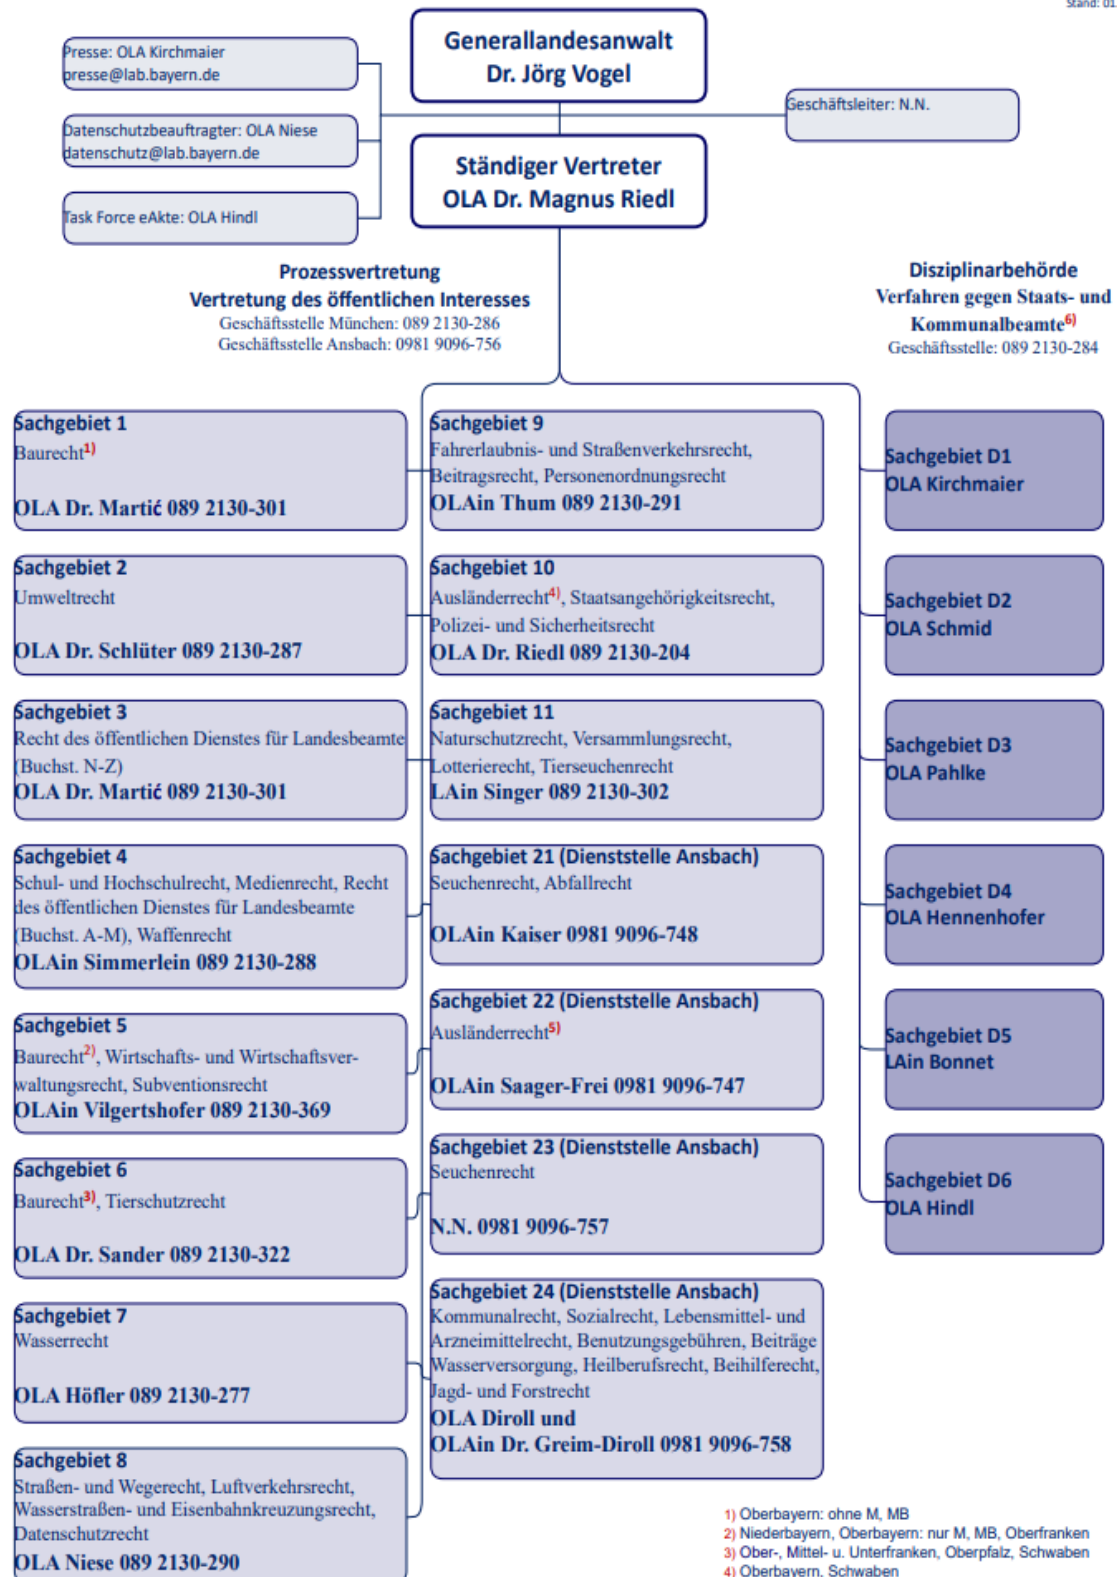 Stand: 01
Generallandesanwalt
Dr. Jörg Vogel
Presse: OLA Kirchmaier
presse@lab.bayern.de
Geschäftsleiter: N.N.
Datenschutzbeauftragter: OLA Niese
datenschutz@lab.bayern.de
Ständiger Vertreter
OLA Dr. Magnus Riedl
Task Force eAkte: OLA Hindl
Prozessvertretung
Vertretung des öffentlichen Interesses
Geschäftsstelle München: 089 2130-286
Geschäftsstelle Ansbach: 0981 9096-756
Disziplinarbehörde
Verfahren gegen Staats- und
Kommunalbeamte6)
Geschäftsstelle: 089 2130-284
Sachgebiet 1
Baurecht1)
OLA Dr. Martić 089 2130-301
Sachgebiet 2
Umweltrecht
OLA Dr. Schlüter 089 2130-287
Sachgebiet 3
Recht des öffentlichen Dienstes für Landesbeamte
(Buchst. N-Z)
OLA Dr. Martić 089 2130-301
Sachgebiet 4
Schul- und Hochschulrecht, Medienrecht, Recht
des öffentlichen Dienstes für Landesbeamte
(Buchst. A-M), Waffenrecht
OLAin Simmerlein 089 2130-288
Sachgebiet 5
Baurecht2), Wirtschafts- und Wirtschaftsver-
waltungsrecht, Subventionsrecht
OLAin Vilgertshofer 089 2130-369
Sachgebiet 6
Baurecht3), Tierschutzrecht
OLA Dr. Sander 089 2130-322
Sachgebiet 7
Wasserrecht
OLA Höfler 089 2130-277
Sachgebiet 8
Straßen- und Wegerecht, Luftverkehrsrecht,
Wasserstraßen- und Eisenbahnkreuzungsrecht,
Datenschutzrecht
OLA Niese 089 2130-290
Sachgebiet 9
Fahrerlaubnis- und Straßenverkehrsrecht,
Beitragsrecht, Personenordnungsrecht
OLAin Thum 089 2130-291
Sachgebiet 10
Ausländerrecht4), Staatsangehörigkeitsrecht,
Polizei- und Sicherheitsrecht
OLA Dr. Riedl 089 2130-204
Sachgebiet 11
Naturschutzrecht, Versammlungsrecht,
Lotterierecht, Tierseuchenrecht
LAin Singer 089 2130-302
Sachgebiet 21 (Dienststelle Ansbach)
Seuchenrecht, Abfallrecht
OLAin Kaiser 0981 9096-748
Sachgebiet 22 (Dienststelle Ansbach)
Ausländerrecht5)
OLAin Saager-Frei 0981 9096-747
Sachgebiet 23 (Dienststelle Ansbach)
Seuchenrecht
N.N. 0981 9096-757
Sachgebiet 24 (Dienststelle Ansbach)
Kommunalrecht, Sozialrecht, Lebensmittel- und
Arzneimittelrecht, Benutzungsgebühren, Beiträge
Wasserversorgung, Heilberufsrecht, Beihilferecht,
Jagd- und Forstrecht
OLA Diroll und
OLAin Dr. Greim-Diroll 0981 9096-758
Sachgebiet D1
OLA Kirchmaier
Sachgebiet D2
OLA Schmid
Sachgebiet D3
OLA Pahlke
Sachgebiet D4
OLA Hennenhofer
Sachgebiet D5
LAin Bonnet
Sachgebiet D6
OLA Hindl
1) Oberbayern: ohne M, MB
2) Niederbayern, Oberbayern: nur M, MB, Oberfranken
3) Ober-, Mittel- u. Unterfranken, Oberpfalz, Schwaben
4) Oberbayern, Schwaben